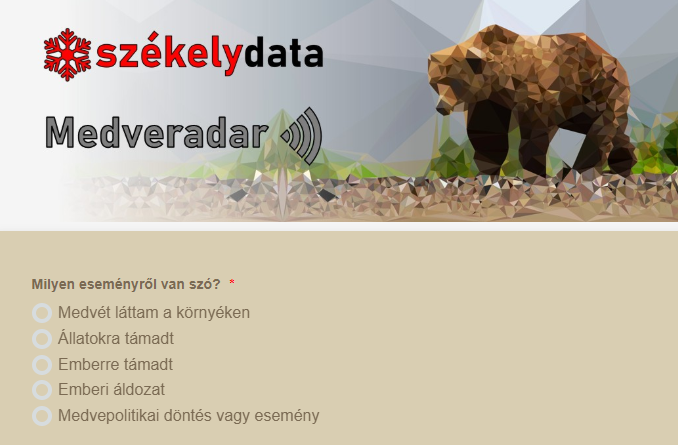 székelydata
Medveradar
Milyen eseményről van szó? *
Medvét láttam a környéken
Állatokra támadt
Emberre támadt
Emberi áldozat
Medvepolitikai döntés vagy esemény